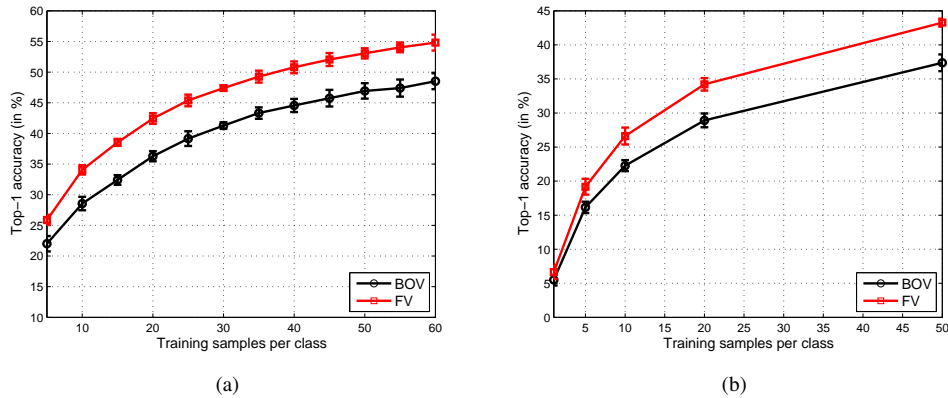 Top−1 accuracy (in %)
60
55
50
45
40
35
30
25
20
15
10
10 20 30 40 50 60
Training samples per class
BOV
FV
(a)
Top−1 accuracy (in %)
45
40
35
30
25
20
15
10
5
0
5 10 15 20 25 30 35 40 45 50
Training samples per class
BOV
FV
(b)